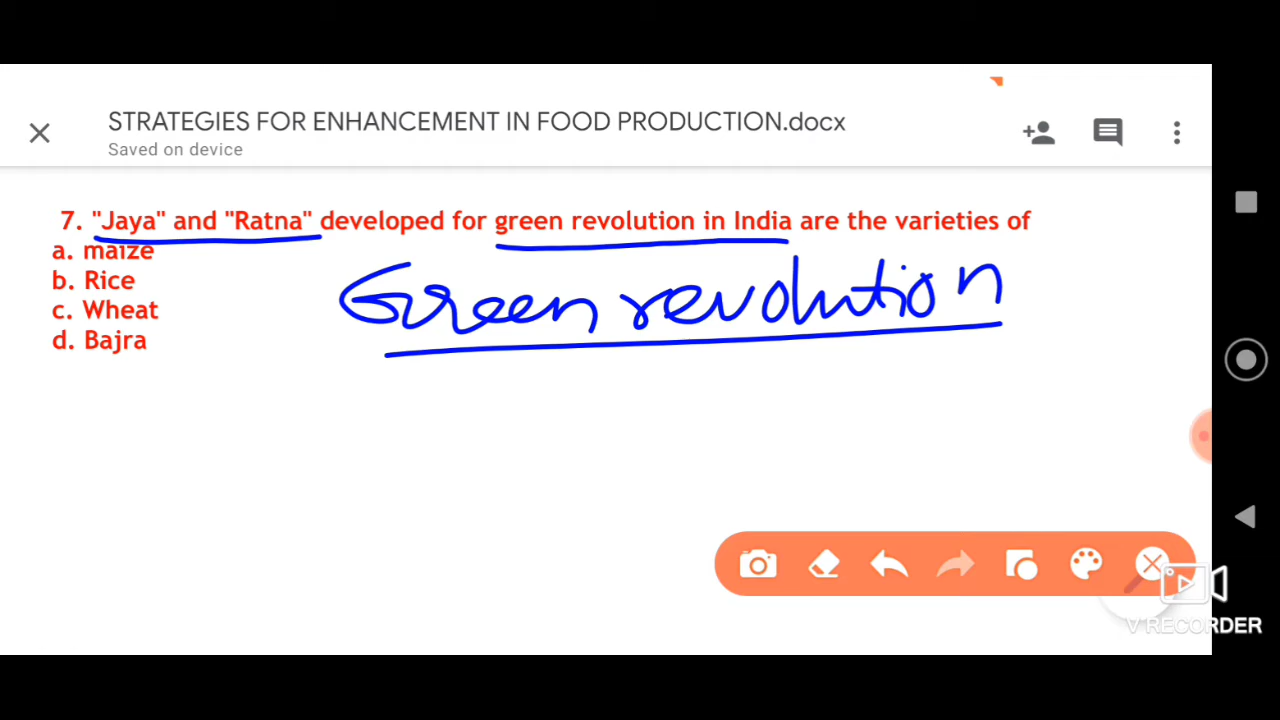 STRATEGIES FOR ENHANCEMENT IN FOOD PRODUCTION.docx
Saved on device
7. "Jaya" and "Ratna" developed for green revolution in India are the varieties of
a. maize
b. Rice
c. Wheat
d. Bajra
Green revolution
V RECORDER